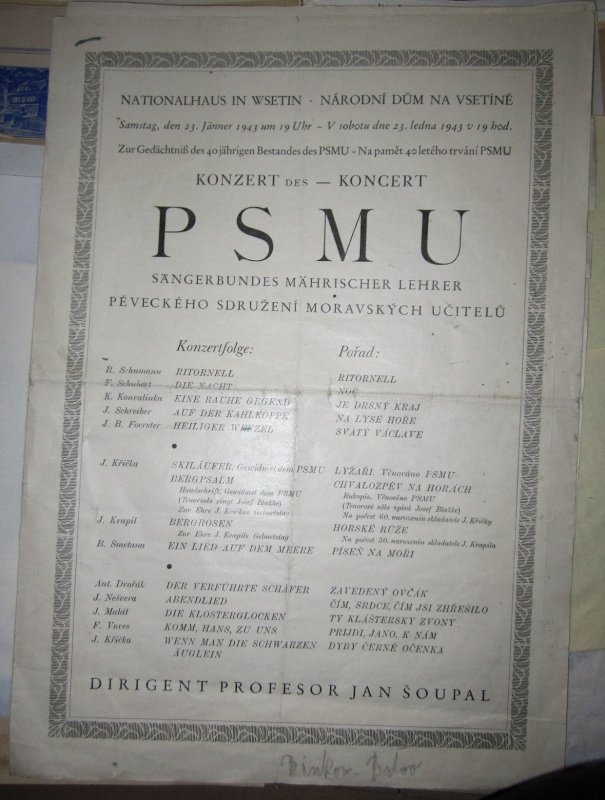 NATIONALHAUS IN WSETIN - NÁRODNÍ DŮM NA VSETÍNĚ
Samstag, den 23. Jänner 1943 um 19 Uhr - V sobotu dne 23. ledna 1943 v 19 hod.
Zur Gedächtniß des 40 jährigen Bestandes des PSMU - Na pamět 40 letého trvání PSMU
KONZERT DES — KONCERT
PSMU
SÄNGERBUNDES MÄHRISCHER LEHRER
PĚVECKÉHO SDRUŽENÍ MORAVSKÝCH UČITELŮ
Konzertfolge: Pořad:
R. Schumann RITORNELL RITORNELL
F. Schubert DIE NACHT NOC
K. Konvalinka EINE RAUHE GEGEND JE DRSNÝ KRAJ
J. Schreiber AUF DER KAHLKOPPE NA LYSÉ HOŘE
J. B. Foerster HEILIGER WENZEL SVATÝ VÁCLAVE
J. Křička SKILÄUFER. Gewidmet dem PSMU LYŽAŘI. Věnováno PSMU
BERGPSALM CHVALOZPĚV NA HORÁCH
Handschrift. Gewidmet dem PSMU Rukopis. Věnováno PSMU
(Tenorsolo singt Josef Blažke) (Tenorové sólo zpívá Josef Blažke)
Zur Ehre J. Křičkas Geburtstag Na počest 60. narozenin skladatele J. Křičky
J. Kvapil BERGROSEN HORSKÉ RŮŽE
Zur Ehre J. Kvapils Geburtstag Na počest 50. narozenin skladatele J. Kvapila
B. Smetana EIN LIED AUF DEM MEERE PÍSEŇ NA MOŘI
Ant. Dvořák DER VERFÜHRTE SCHÄFER ZAVEDENÝ OVČÁK
J. Nešvera ABENDLIED ČÍM, SRDCE, ČÍM JSI ZHŘEŠILO
J. Malát DIE KLOSTERGLOCKEN TY KLÁŠTERSKÝ ZVONY
F. Voves KOMM, HANS, ZU UNS PŘIJDI, JANO, K NÁM
J. Křička WENN MAN DIE SCHWARZEN DYBY ČERNÉ OČENKA
ÄUGLEIN
DIRIGENT PROFESOR JAN ŠOUPAL